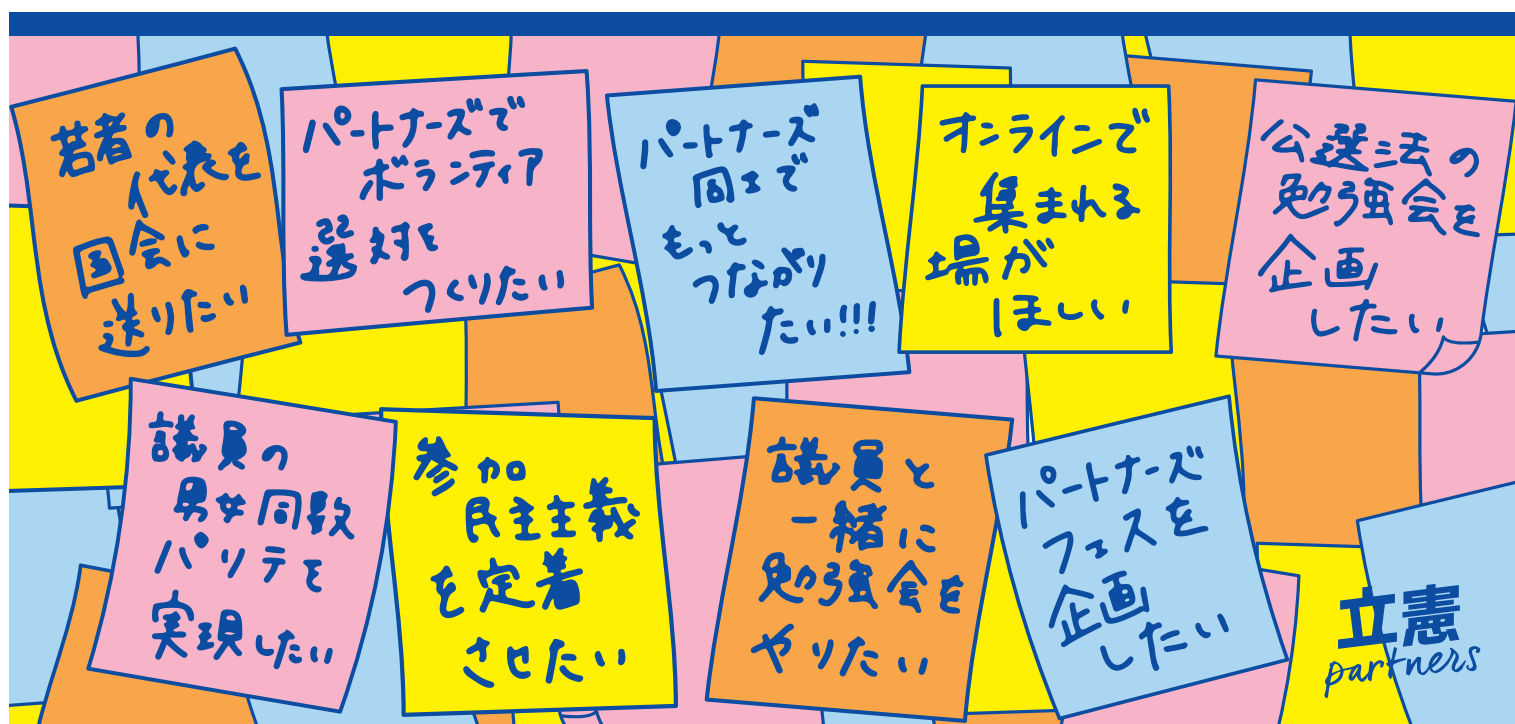 若者の
代表を
国会に
送りたい
パートナーズで
ボランティア
選対を
つくりたい
パートナーズ
同士で
もっと
つながり
たい!!!
オンラインで
集まれる
場が
ほしい
公選法の
勉強会を
企画
したい
議員の
男女同数
パリテを
実現したい
参加
民主主義
を定着
させたい
議員と
一緒に
勉強会を
やりたい
パートナーズ
フェスを
企画
したい
立憲
partners